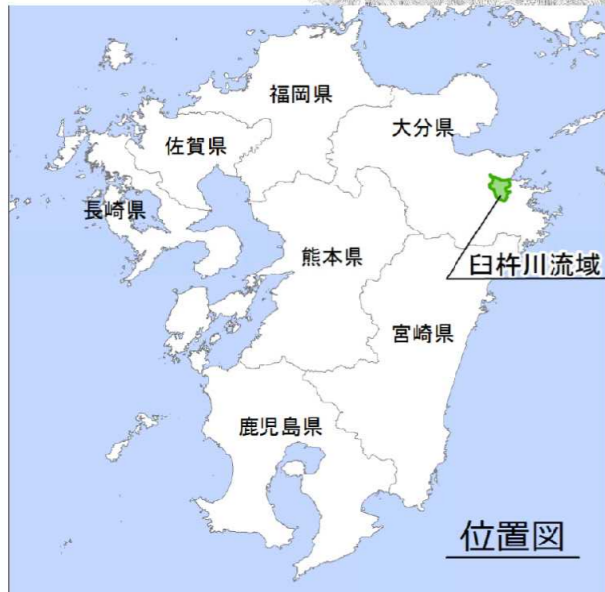 福岡県
大分県
佐賀県
長崎県
熊本県
臼杵川流域
宮崎県
鹿児島県
位置図